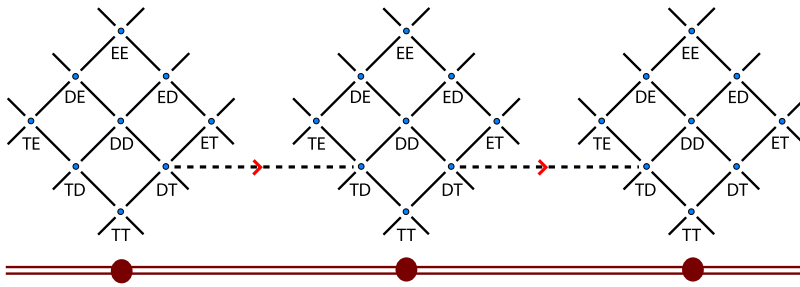 EE EE EE
DE ED DE ED DE ED
TE DD ET TE DD ET TE DD ET
TD DT TD DT TD DT
TT TT TT